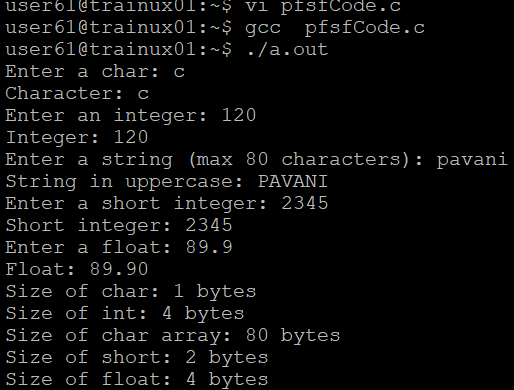 user61@trainux01:~$ vi pfsfCode.c
user61@trainux01:~$ gcc  pfsfCode.c
user61@trainux01:~$ ./a.out
Enter a char: c
Character: c
Enter an integer: 120
Integer: 120
Enter a string (max 80 characters): pavani
String in uppercase: PAVANI
Enter a short integer: 2345
Short integer: 2345
Enter a float: 89.9
Float: 89.90
Size of char: 1 bytes
Size of int: 4 bytes
Size of char array: 80 bytes
Size of short: 2 bytes
Size of float: 4 bytes